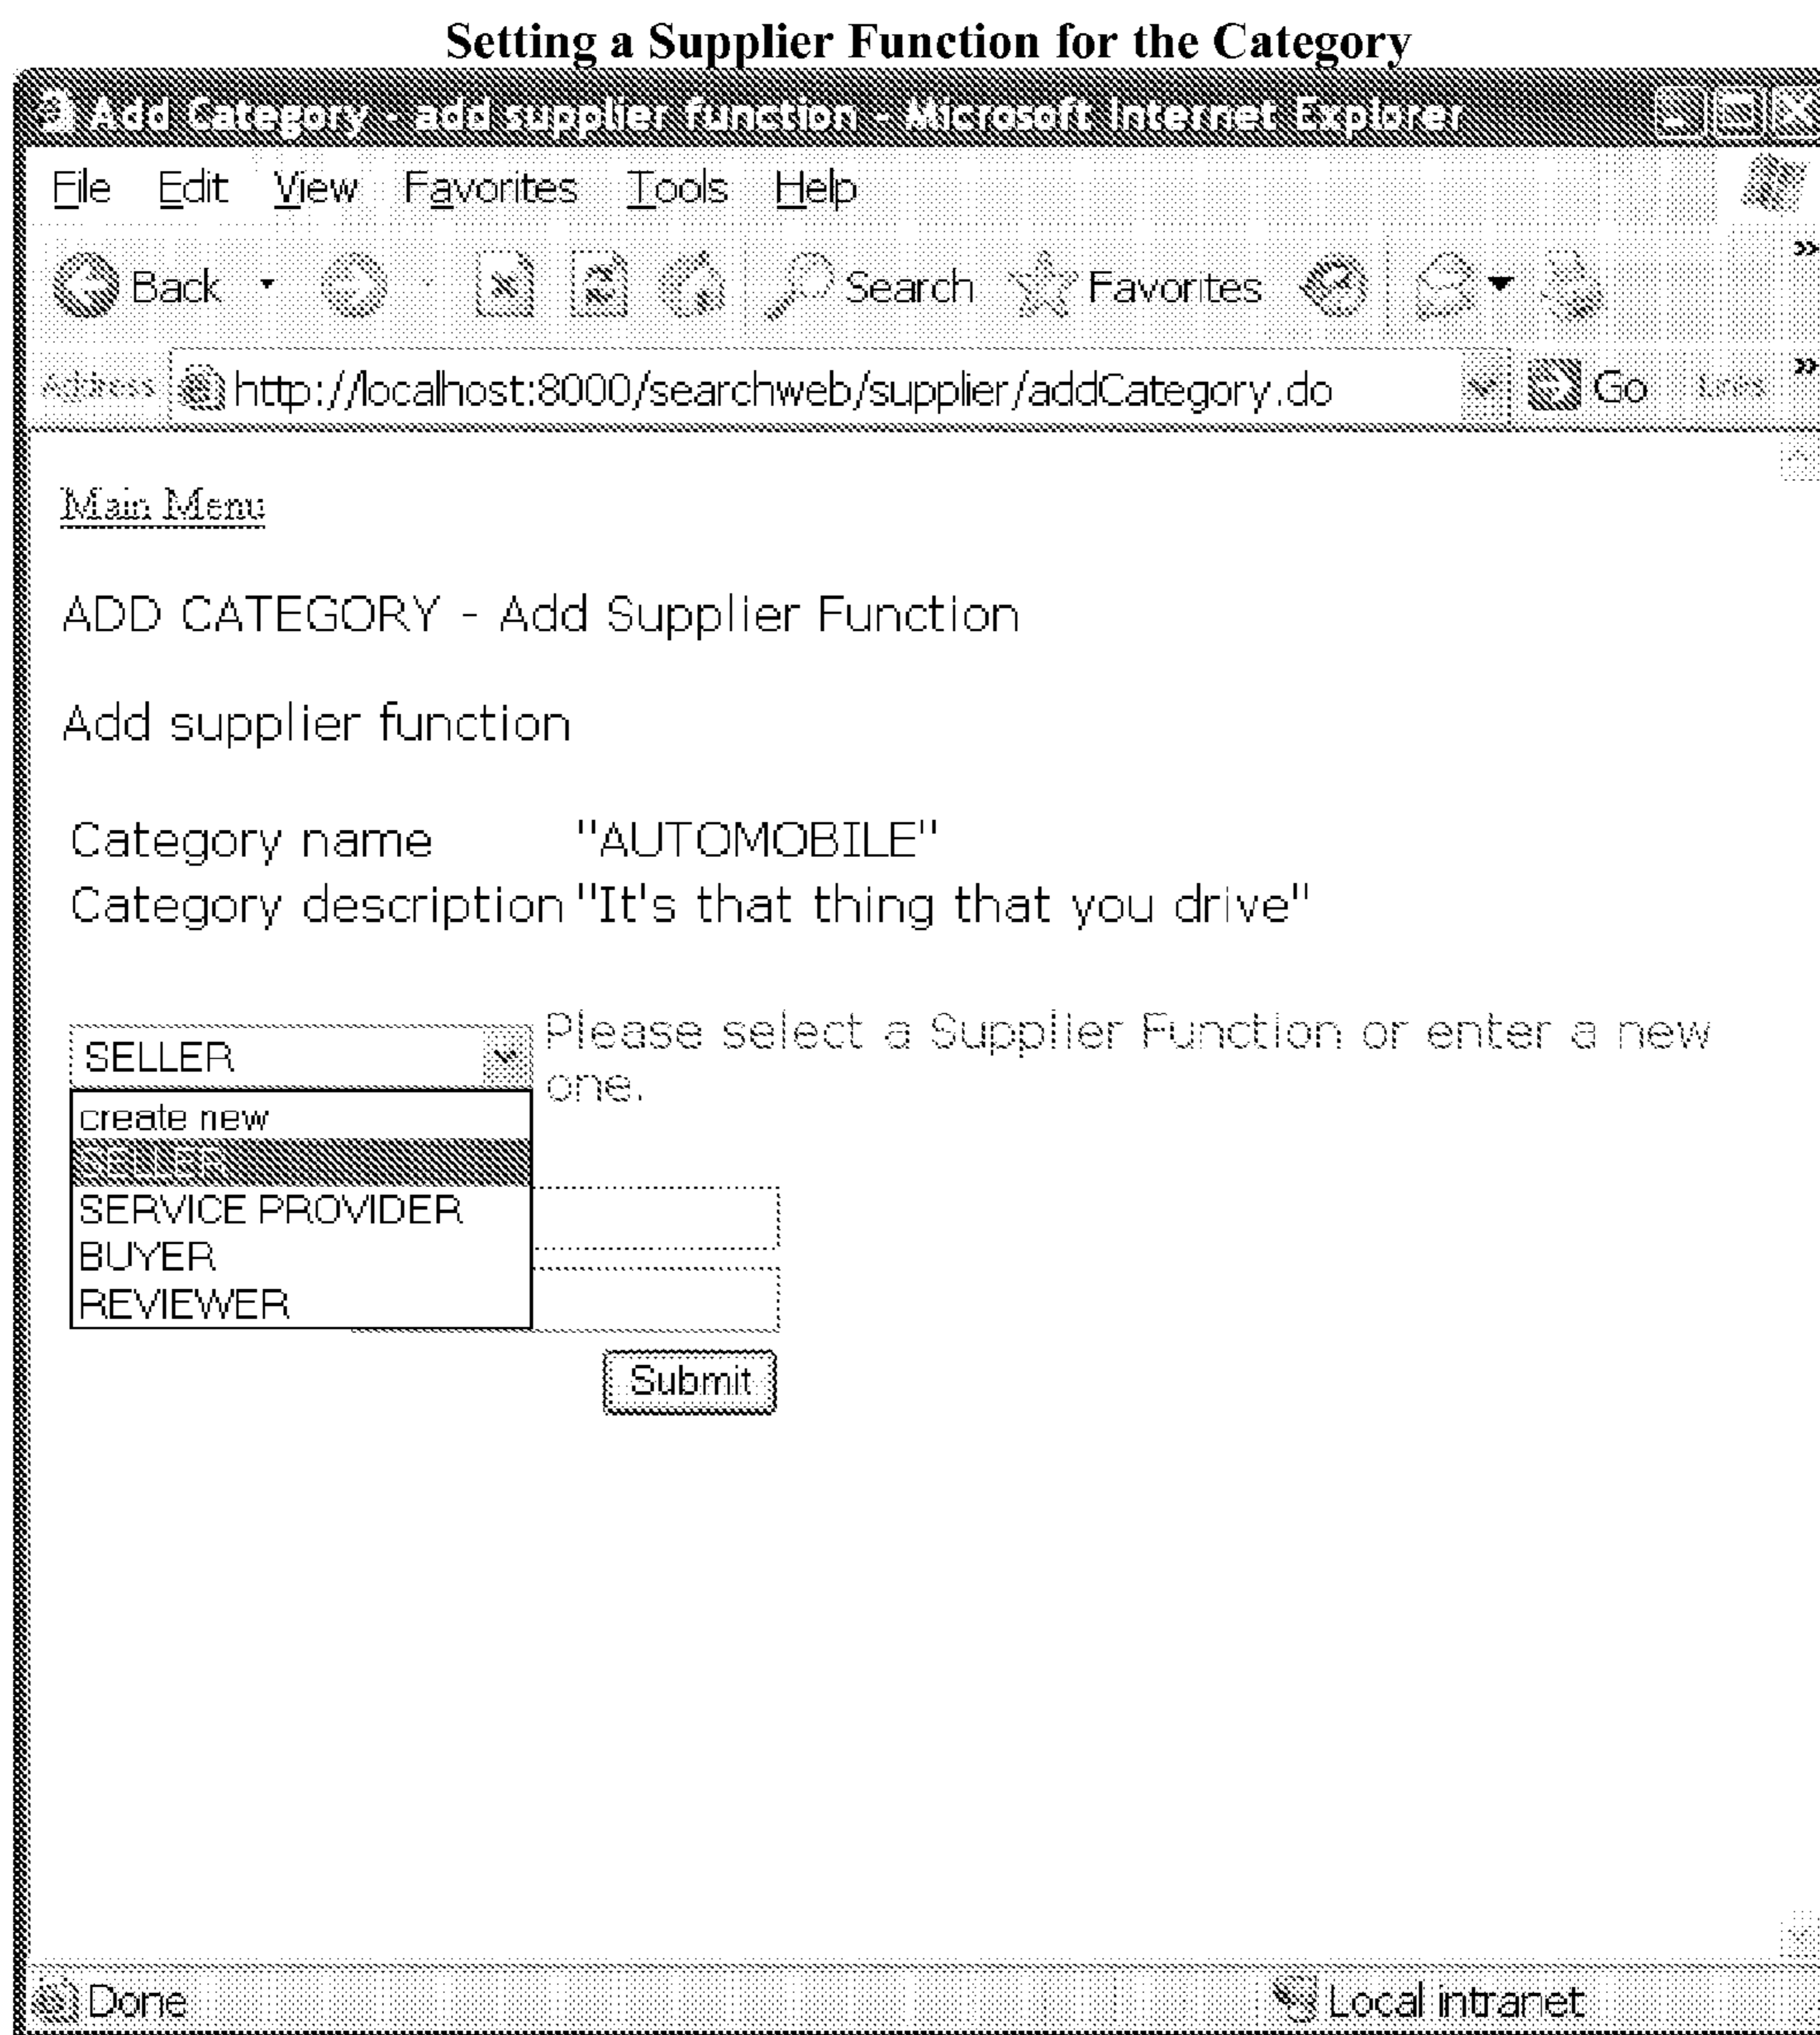 Setting a Supplier Function for the Category
Add Category - add supplier function - Microsoft Internet Explorer
File Edit View Favorites Tools Help
Back Search Favorites »
Address http://localhost:8000/searchweb/supplier/addCategory.do Go Links »
Main Menu
ADD CATEGORY - Add Supplier Function
Add supplier function
Category name "AUTOMOBILE"
Category description "It's that thing that you drive"
SELLER Please select a Supplier Function or enter a new
one.
create new
SELLER
SERVICE PROVIDER
BUYER
REVIEWER
Submit
Done Local intranet